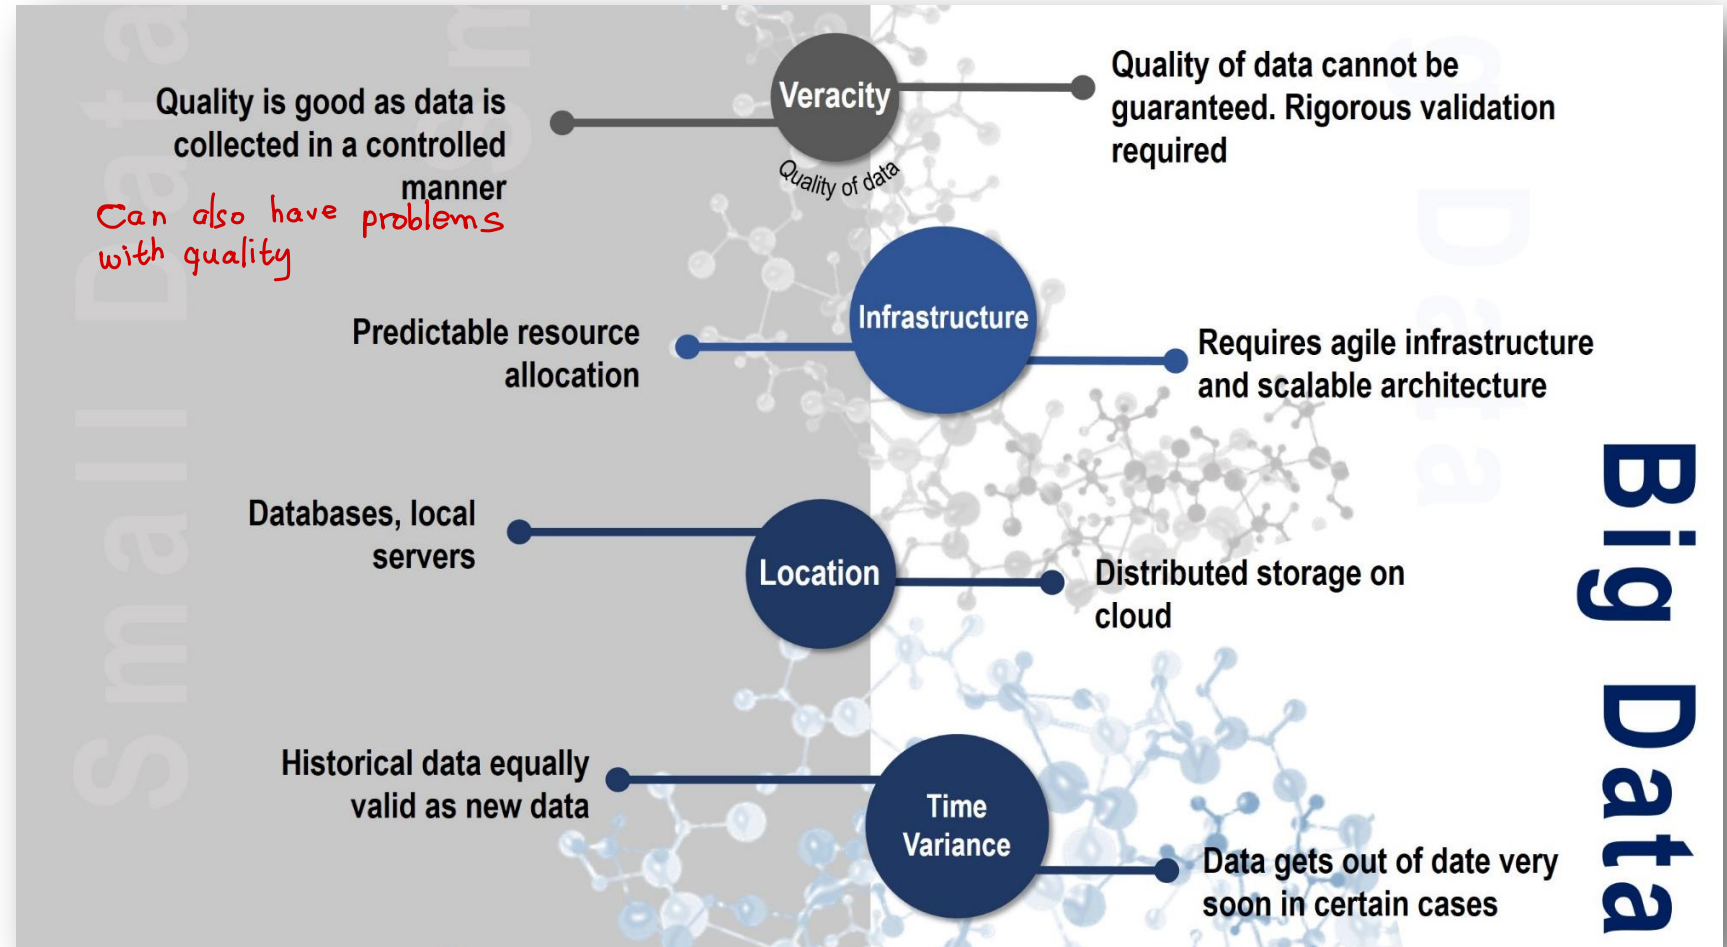 Small Data
Quality is good as data is
collected in a controlled
manner
Can also have problems
with quality
Veracity
Quality of data
Quality of data cannot be
guaranteed. Rigorous validation
required
Predictable resource
allocation
Infrastructure
Requires agile infrastructure
and scalable architecture
Databases, local
servers
Location
Distributed storage on
cloud
Historical data equally
valid as new data
Time
Variance
Data gets out of date very
soon in certain cases
Big Data